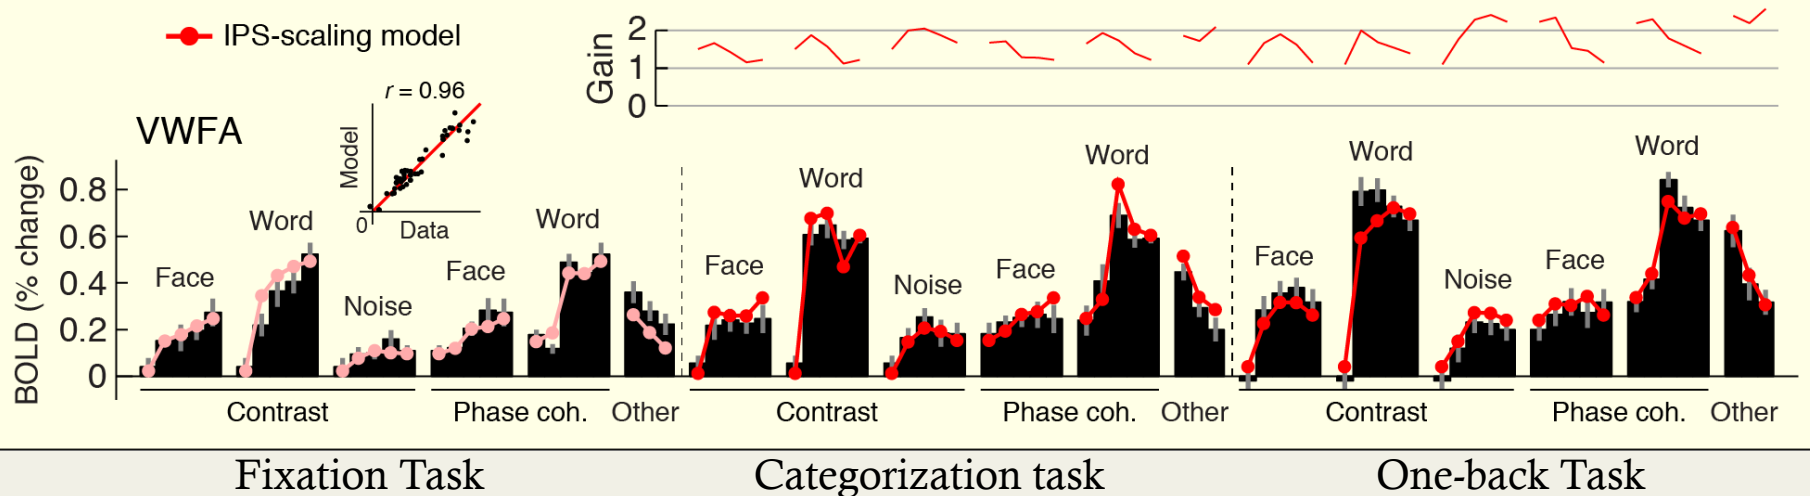 IPS-scaling model
r = 0.96
Model
0
Data
VWFA
Gain
2
1
0
BOLD (% change)
0.8
0.6
0.4
0.2
0
Face
Word
Noise
Face
Word
Face
Word
Noise
Face
Word
Face
Word
Noise
Face
Word
Contrast
Phase coh.
Other
Contrast
Phase coh.
Other
Contrast
Phase coh.
Other
Fixation Task
Categorization task
One-back Task